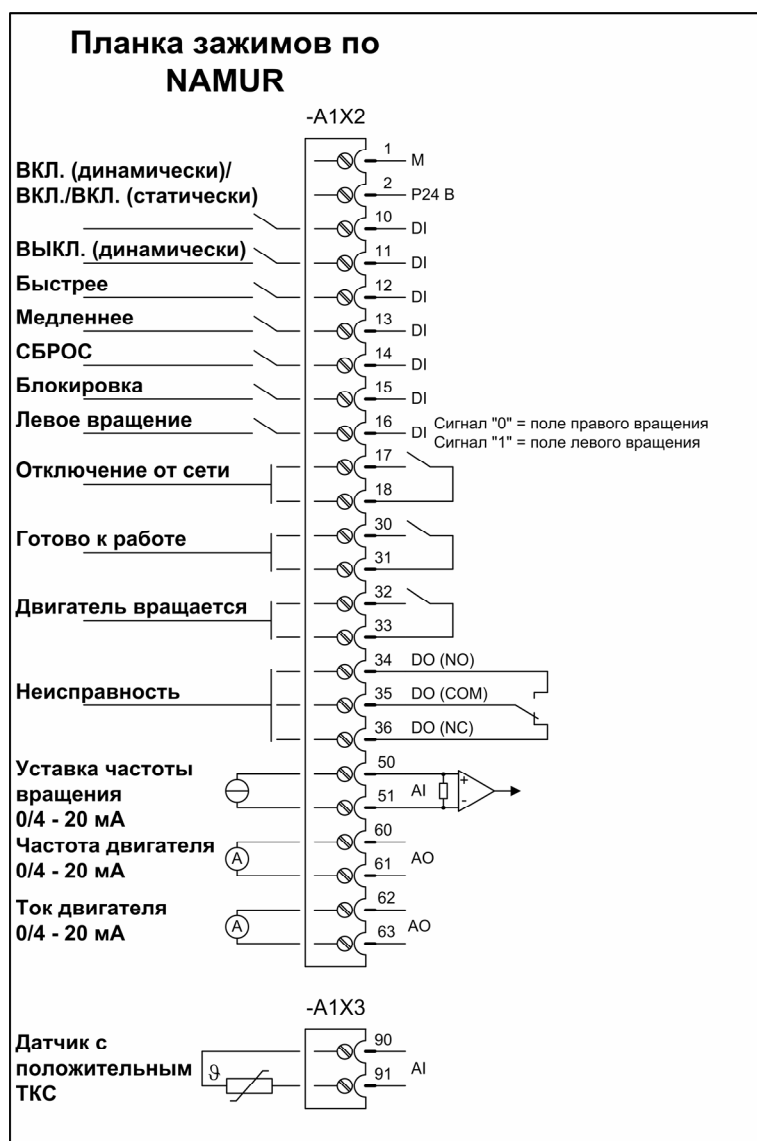 Планка зажимов по
NAMUR
-A1X2
ВКЛ. (динамически)/
ВКЛ./ВКЛ. (статически)
1 M
2 P24 В
10 DI
ВЫКЛ. (динамически) 11 DI
Быстрее 12 DI
Медленнее 13 DI
СБРОС 14 DI
Блокировка 15 DI
Левое вращение 16 DI
Сигнал "0" = поле правого вращения
Сигнал "1" = поле левого вращения
Отключение от сети 17
18
Готово к работе 30
31
Двигатель вращается 32
33
Неисправность
34 DO (NO)
35 DO (COM)
36 DO (NC)
Уставка частоты
вращения
0/4 - 20 мА
50
51 AI
+
-
Частота двигателя
0/4 - 20 мА
A
60
61 AO
Ток двигателя
0/4 - 20 мА
A
62
63 AO
-A1X3
Датчик с
положительным
ТКС
ϑ
90
91 AI